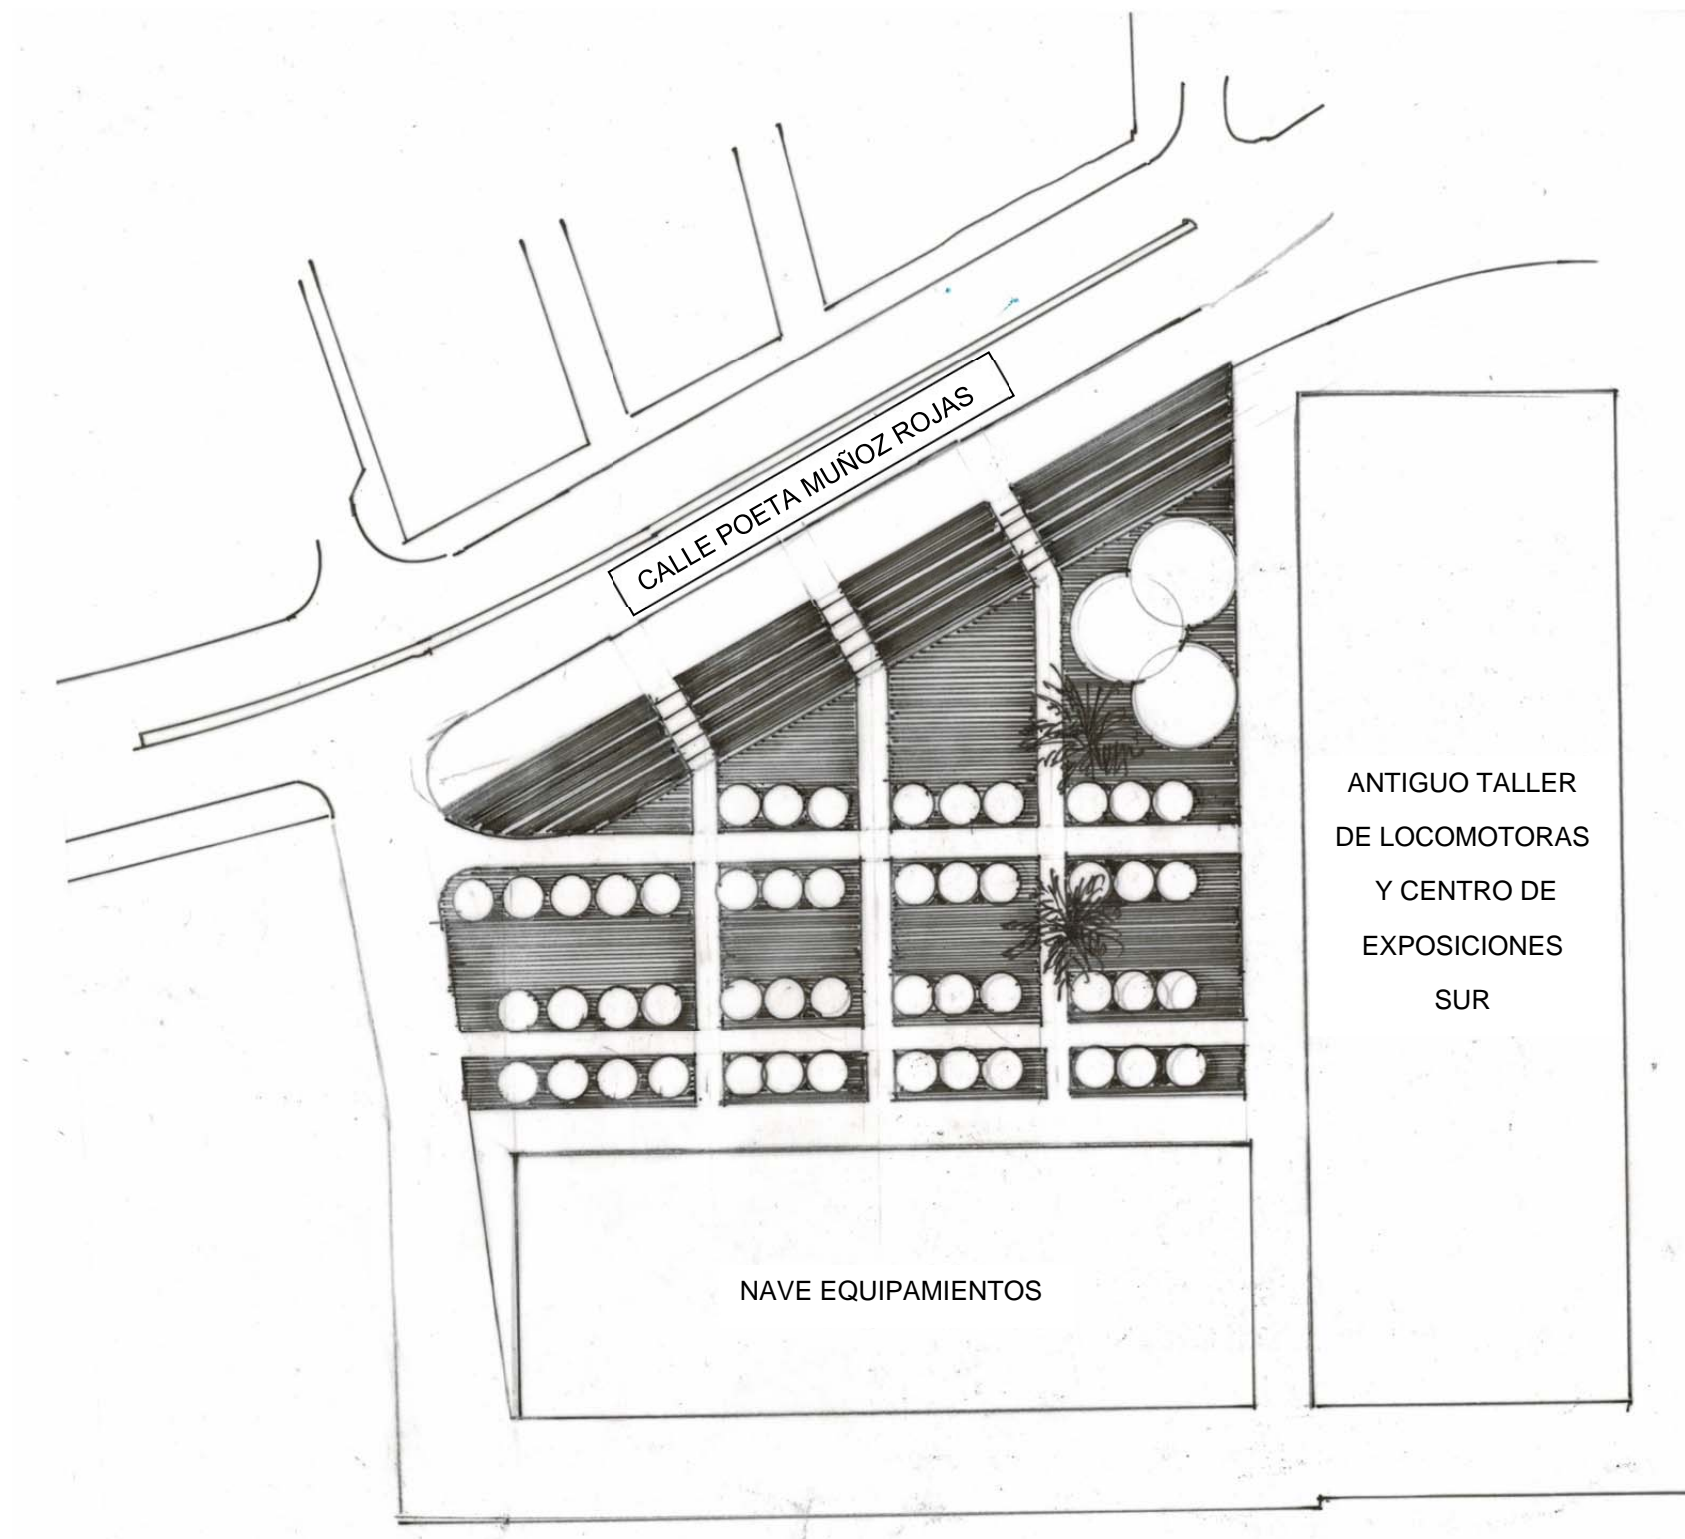 CALLE POETA MUÑOZ ROJAS
ANTIGUO TALLER
DE LOCOMOTORAS
Y CENTRO DE
EXPOSICIONES
SUR
NAVE EQUIPAMIENTOS